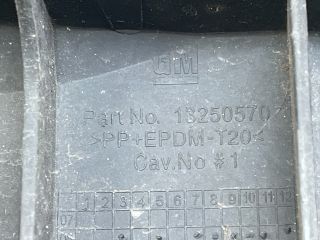 GM
Part No. 13250570
>PP+EPDM-T20<
Cav.No #1
1 2 3 4 5 6 7 8 9 10 11 12
07